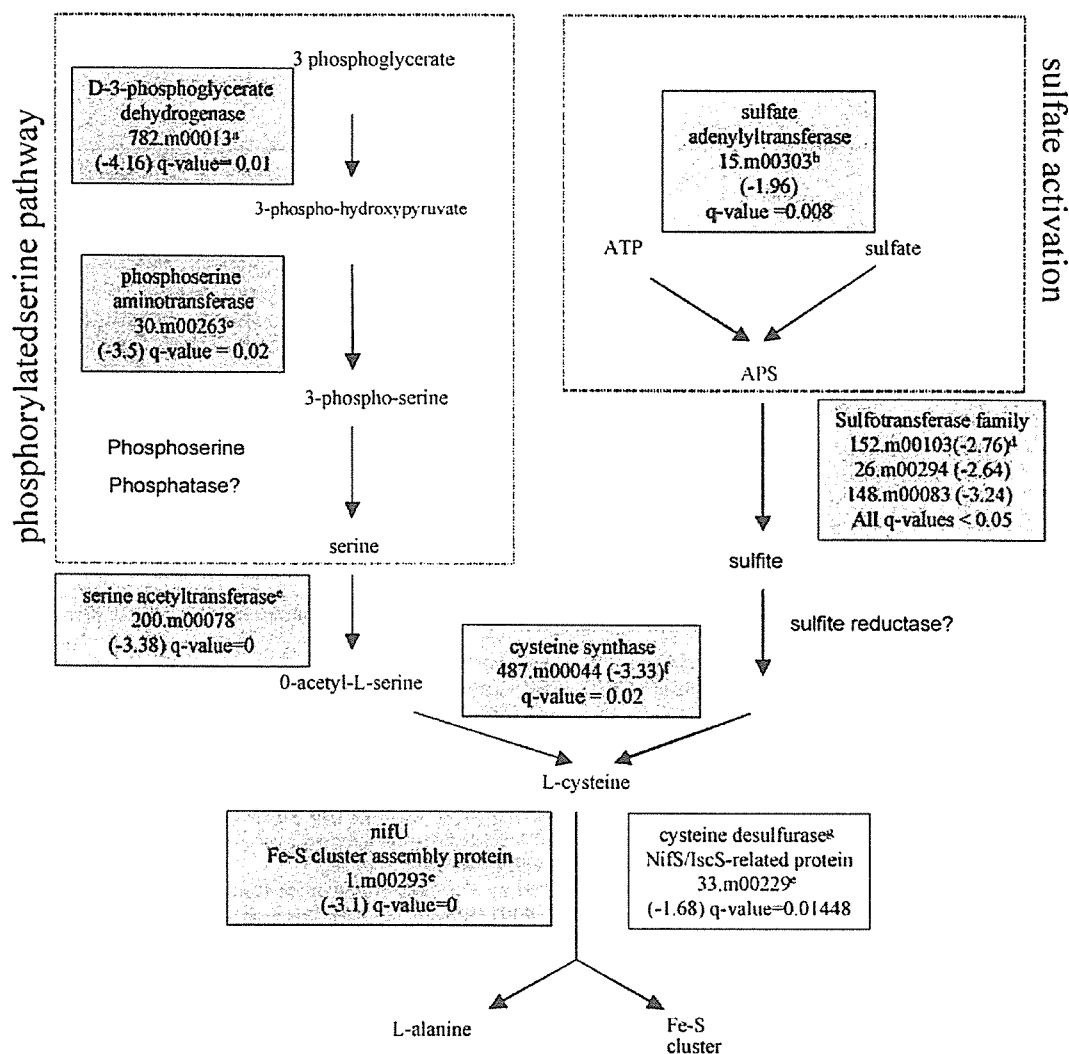 phosphorylatedserine pathway
3 phosphoglycerate
D-3-phosphoglycerate
dehydrogenase
782.m00013ᵃ
(-4.16) q-value= 0.01
3-phospho-hydroxypyruvate
phosphoserine
aminotransferase
30.m00263ᶜ
(-3.5) q-value = 0.02
3-phospho-serine
Phosphoserine
Phosphatase?
serine
serine acetyltransferaseᵉ
200.m00078
(-3.38) q-value=0
0-acetyl-L-serine
sulfate activation
sulfate
adenylyltransferase
15.m00303ᵇ
(-1.96)
q-value =0.008
ATP
sulfate
APS
Sulfotransferase family
152.m00103(-2.76)ᵈ
26.m00294 (-2.64)
148.m00083 (-3.24)
All q-values < 0.05
sulfite
sulfite reductase?
cysteine synthase
487.m00044 (-3.33)ᶠ
q-value = 0.02
L-cysteine
nifU
Fe-S cluster assembly protein
1.m00293ᵉ
(-3.1) q-value=0
cysteine desulfuraseᵍ
NifS/IscS-related protein
33.m00229ᵉ
(-1.68) q-value=0.01448
L-alanine
Fe-S
cluster